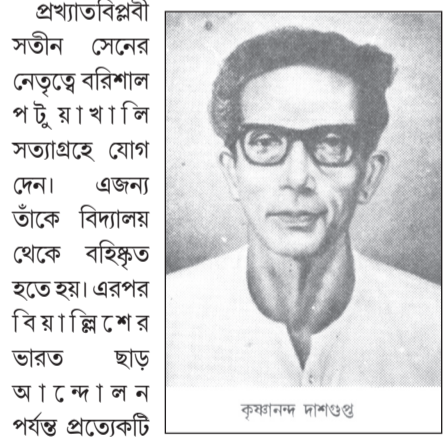 প্রখ্যাতবিপ্লবী
সতীন সেনের
নেতৃত্বে বরিশাল
পটুয়াখালি
সত্যাগ্রহে যোগ
দেন। এজন্য
তাঁকে বিদ্যালয়
থেকে বহিষ্কৃত
হতে হয়। এরপর
বিয়াল্লিশের
ভারত ছাড়
আন্দোলন
পর্যন্ত প্রত্যেকটি
কৃষ্ণানন্দ দাশগুপ্ত